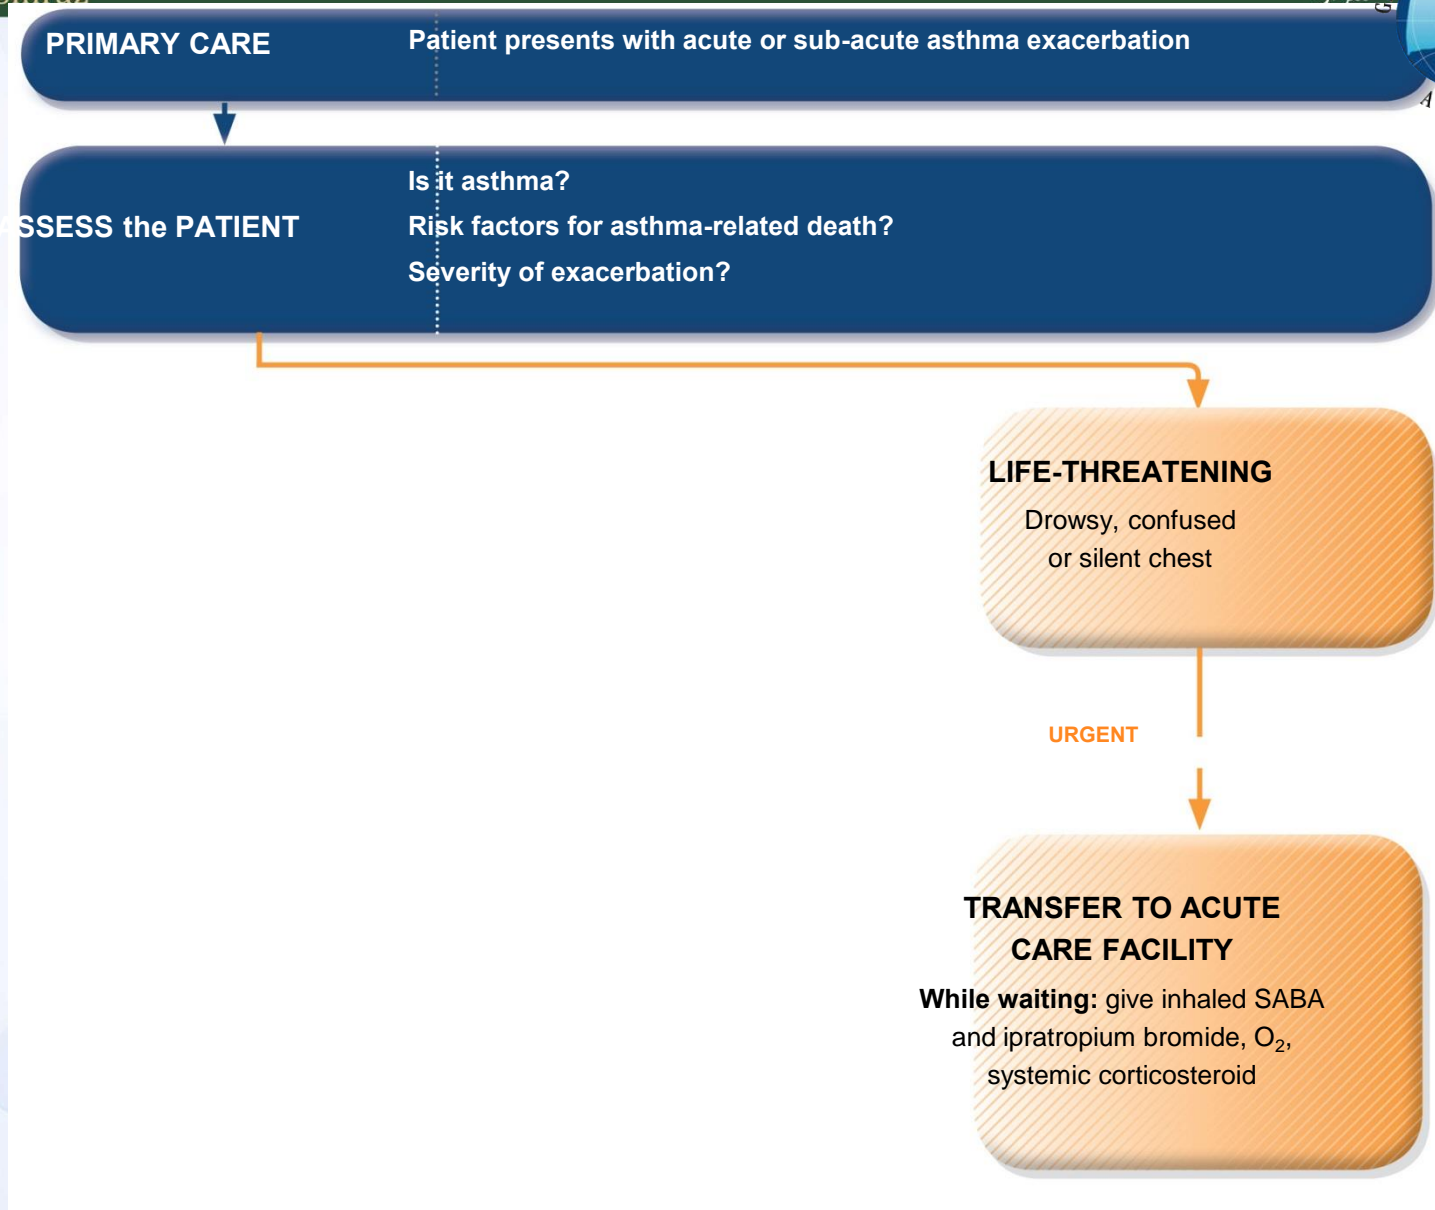 PRIMARY CARE
Patient presents with acute or sub-acute asthma exacerbation
ASSESS the PATIENT
Is it asthma?
Risk factors for asthma-related death?
Severity of exacerbation?
LIFE-THREATENING
Drowsy, confused
or silent chest
URGENT
TRANSFER TO ACUTE
CARE FACILITY
While waiting: give inhaled SABA
and ipratropium bromide, O₂,
systemic corticosteroid